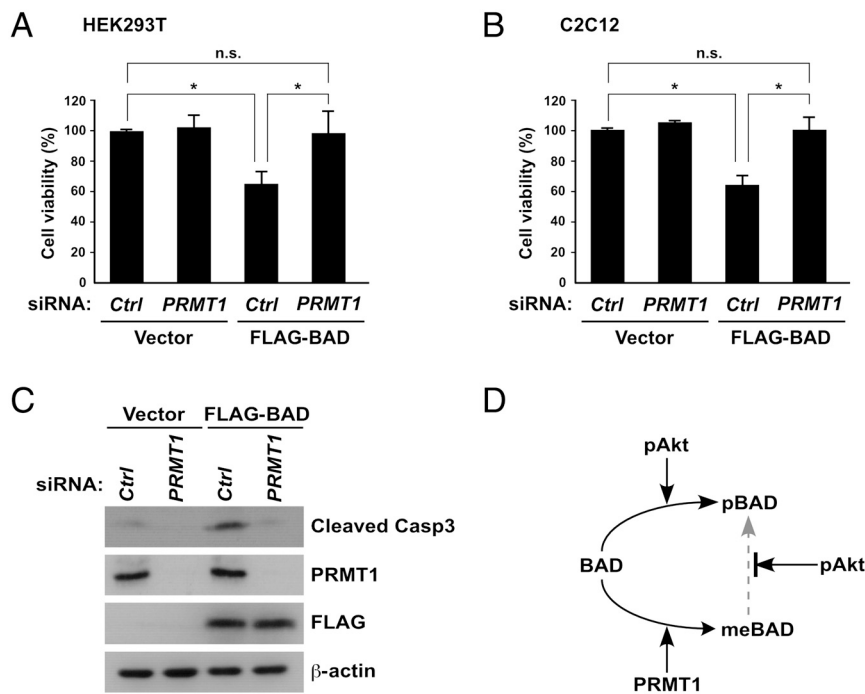 A HEK293T
n.s.
*
*
Cell viability (%)
120
100
80
60
40
20
0
siRNA: Ctrl PRMT1 Ctrl PRMT1
Vector FLAG-BAD
B C2C12
n.s.
*
*
Cell viability (%)
120
100
80
60
40
20
0
siRNA: Ctrl PRMT1 Ctrl PRMT1
Vector FLAG-BAD
C
Vector FLAG-BAD
siRNA: Ctrl PRMT1 Ctrl PRMT1
Cleaved Casp3
PRMT1
FLAG
β-actin
D
pAkt
pBAD
BAD
pAkt
meBAD
PRMT1